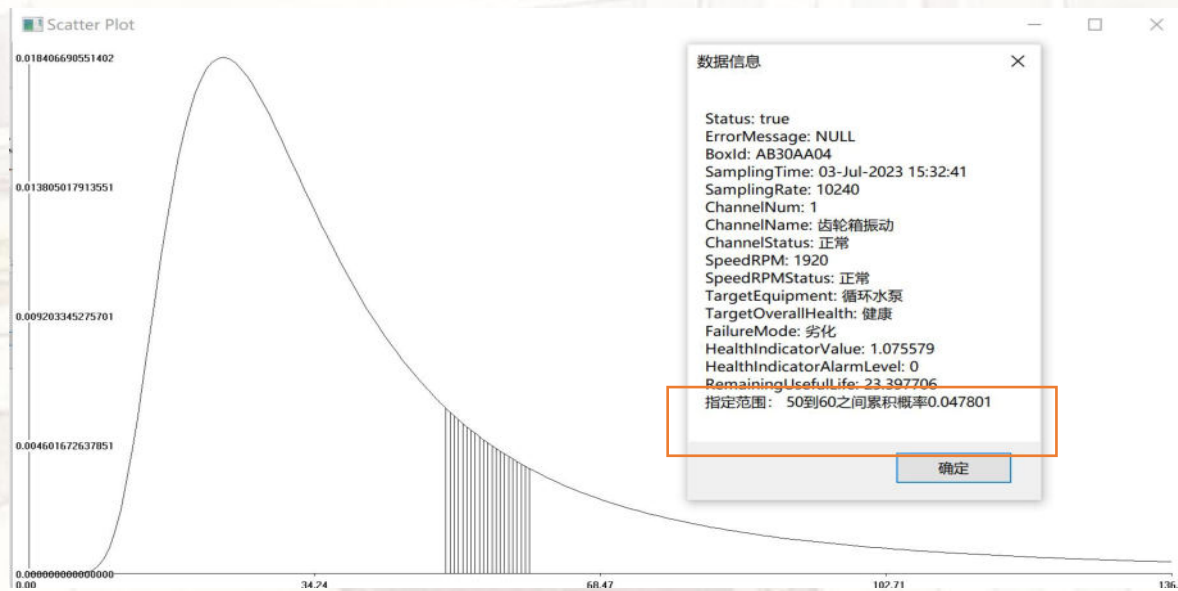 Scatter Plot
0.018406690551402
0.013805017913551
0.009203345275701
0.004601672637851
0.000000000000000
0.00
34.24
68.47
102.71
136.
数据信息
Status: true
ErrorMessage: NULL
BoxId: AB30AA04
SamplingTime: 03-Jul-2023 15:32:41
SamplingRate: 10240
ChannelNum: 1
ChannelName: 齿轮箱振动
ChannelStatus: 正常
SpeedRPM: 1920
SpeedRPMStatus: 正常
TargetEquipment: 循环水泵
TargetOverallHealth: 健康
FailureMode: 劣化
HealthIndicatorValue: 1.075579
HealthIndicatorAlarmLevel: 0
RemainingUsefulLife: 23.397706
指定范围： 50到60之间累积概率0.047801
确定